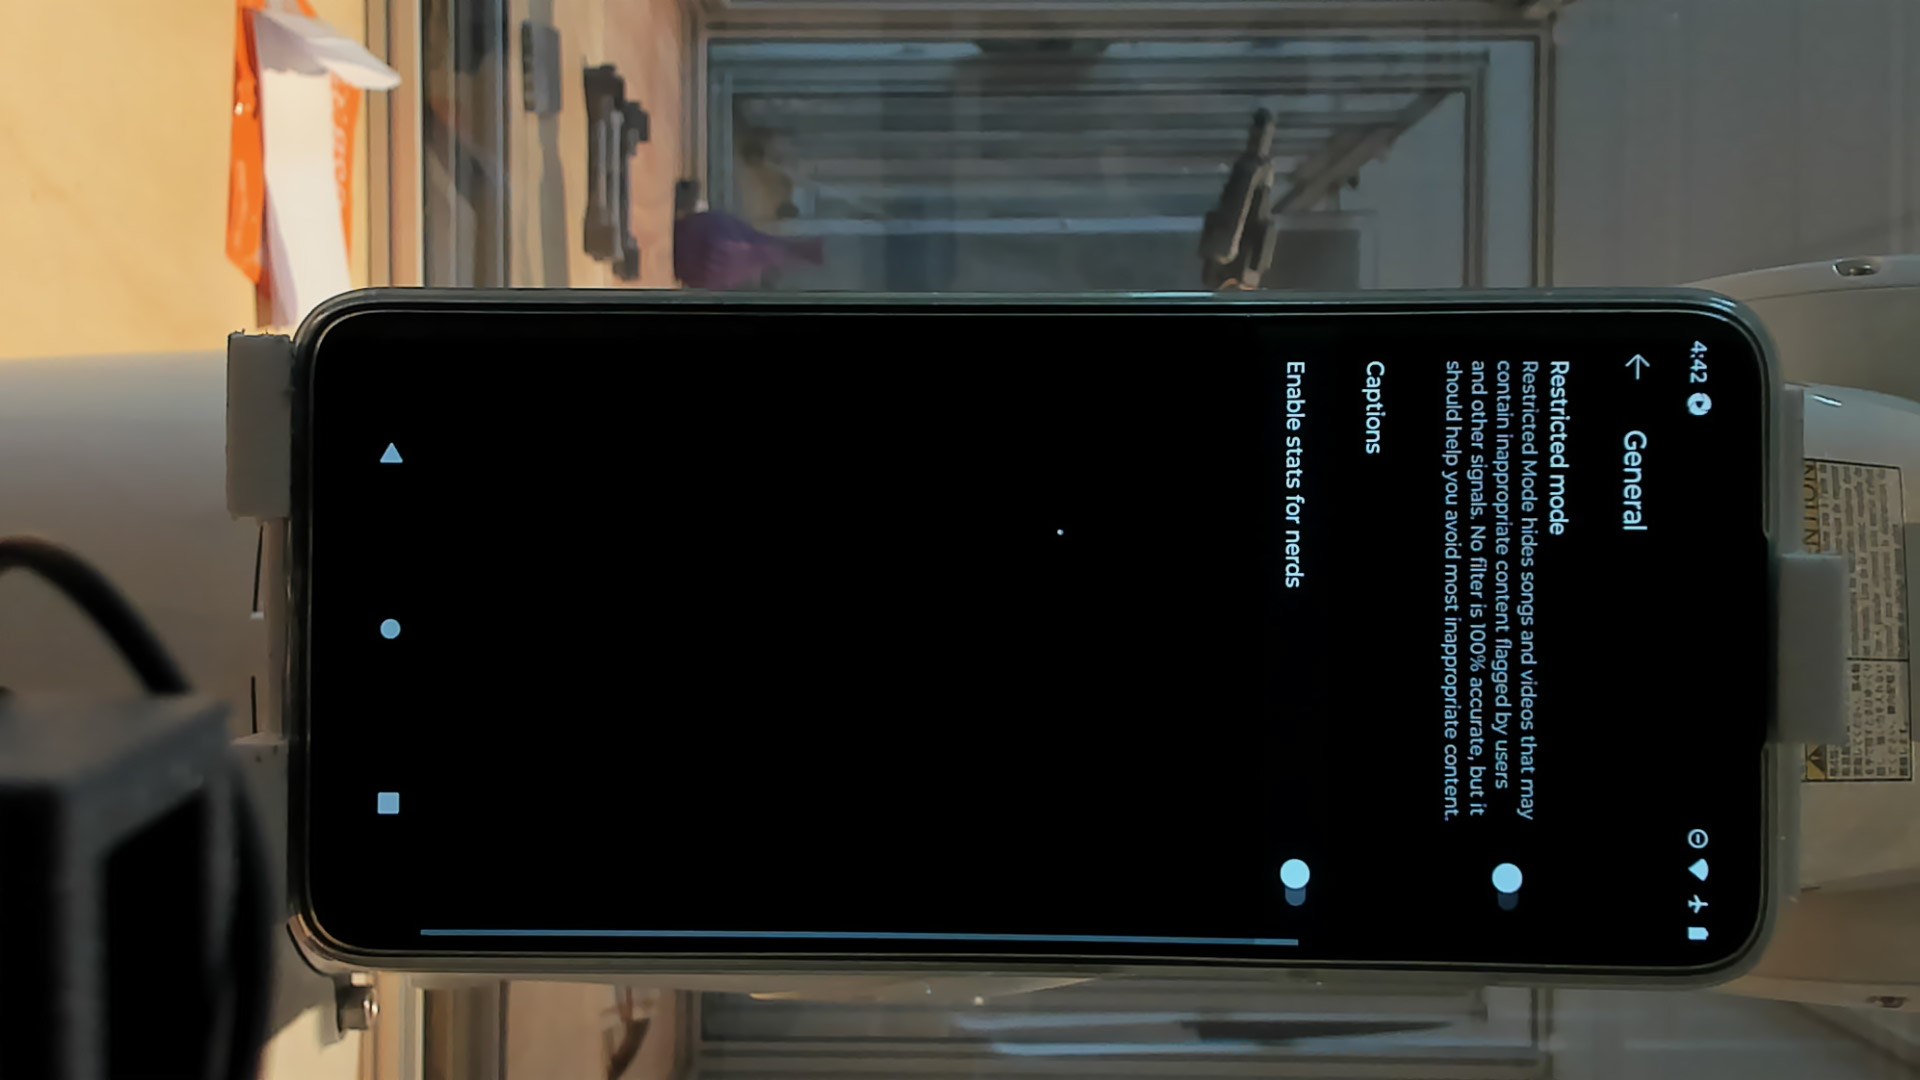 4:42
General
Restricted mode
Restricted Mode hides songs and videos that may
contain inappropriate content flagged by users
and other signals. No filter is 100% accurate, but it
should help you avoid most inappropriate content.
Captions
Enable stats for nerds